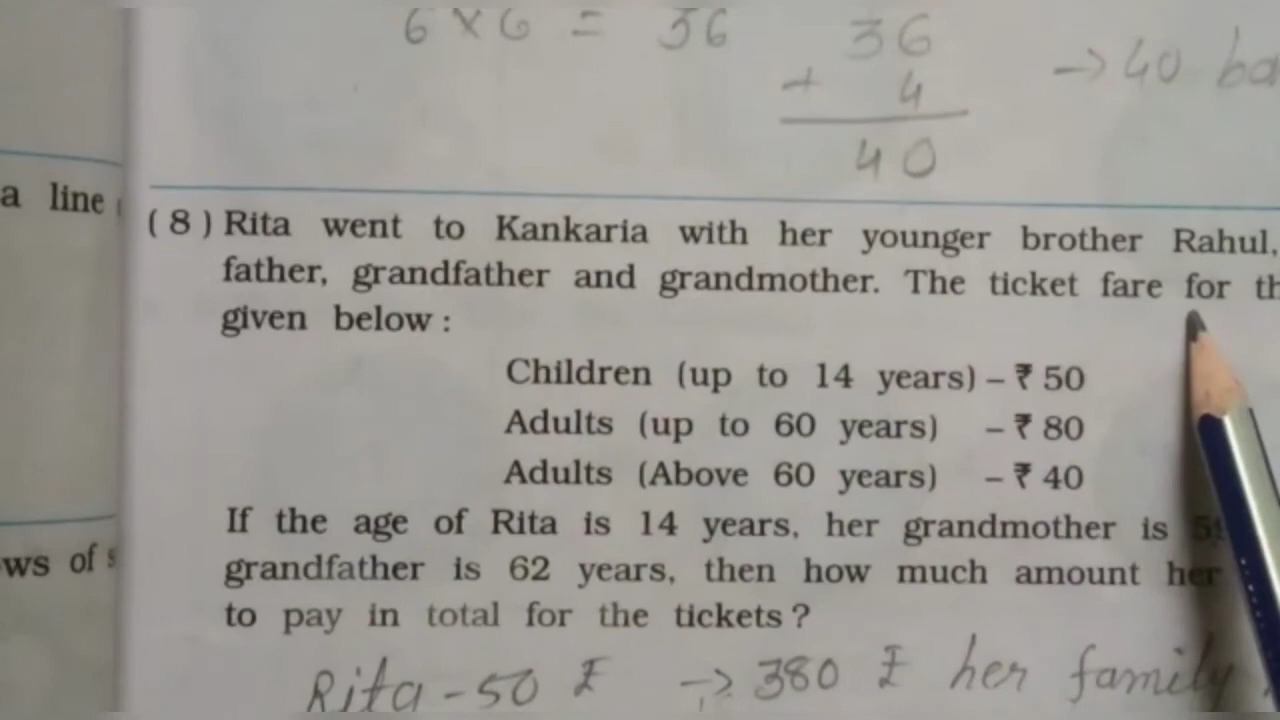 6 × 6 = 36
36
+ 4
40
→ 40
a line
(8) Rita went to Kankaria with her younger brother Rahul,
father, grandfather and grandmother. The ticket fare for
given below :
Children (up to 14 years) – ₹ 50
Adults (up to 60 years) – ₹ 80
Adults (Above 60 years) – ₹ 40
If the age of Rita is 14 years, her grandmother is
ws of
grandfather is 62 years, then how much amount her
to pay in total for the tickets ?
Rita - 50 ₹ → 380 ₹ her family